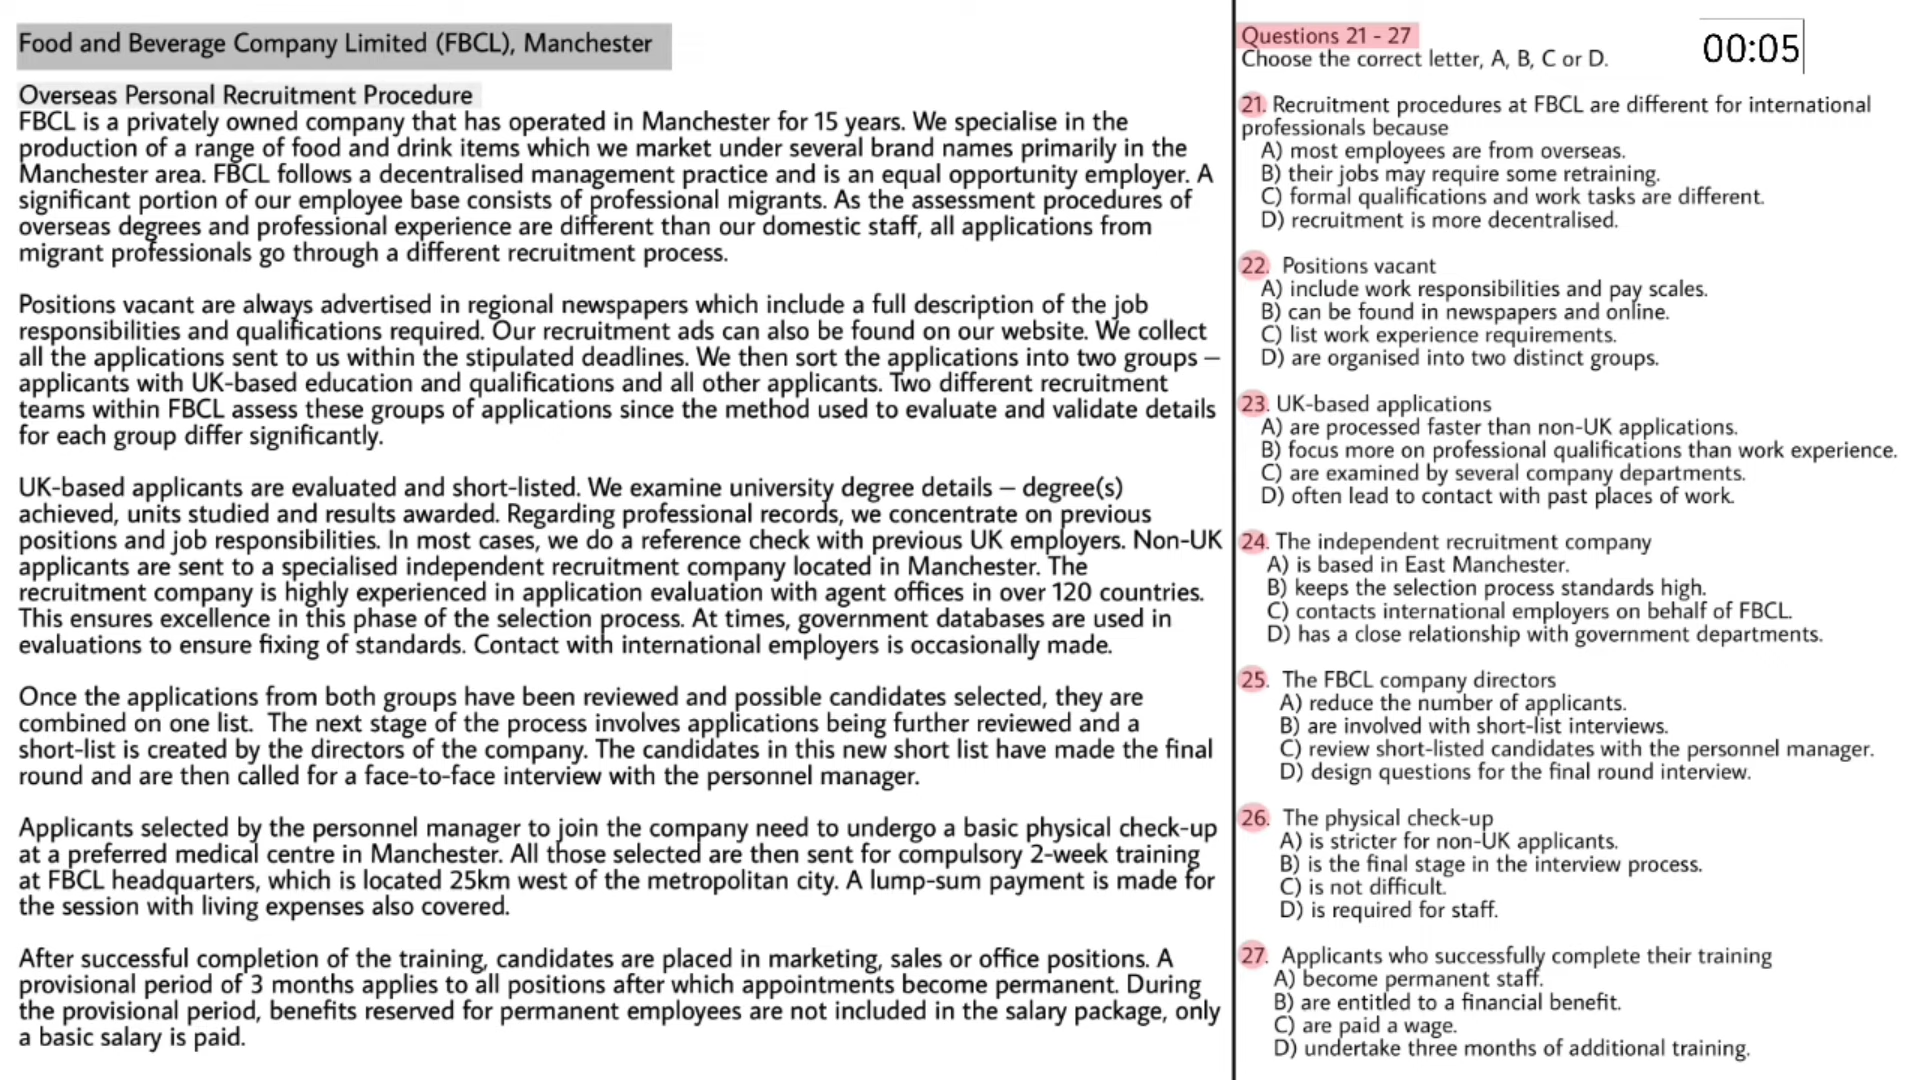 Food and Beverage Company Limited (FBCL), Manchester
Overseas Personal Recruitment Procedure
FBCL is a privately owned company that has operated in Manchester for 15 years. We specialise in the
production of a range of food and drink items which we market under several brand names primarily in the
Manchester area. FBCL follows a decentralised management practice and is an equal opportunity employer. A
significant portion of our employee base consists of professional migrants. As the assessment procedures of
overseas degrees and professional experience are different than our domestic staff, all applications from
migrant professionals go through a different recruitment process.
Positions vacant are always advertised in regional newspapers which include a full description of the job
responsibilities and qualifications required. Our recruitment ads can also be found on our website. We collect
all the applications sent to us within the stipulated deadlines. We then sort the applications into two groups –
applicants with UK-based education and qualifications and all other applicants. Two different recruitment
teams within FBCL assess these groups of applications since the method used to evaluate and validate details
for each group differ significantly.
UK-based applicants are evaluated and short-listed. We examine university degree details – degree(s)
achieved, units studied and results awarded. Regarding professional records, we concentrate on previous
positions and job responsibilities. In most cases, we do a reference check with previous UK employers. Non-UK
applicants are sent to a specialised independent recruitment company located in Manchester. The
recruitment company is highly experienced in application evaluation with agent offices in over 120 countries.
This ensures excellence in this phase of the selection process. At times, government databases are used in
evaluations to ensure fixing of standards. Contact with international employers is occasionally made.
Once the applications from both groups have been reviewed and possible candidates selected, they are
combined on one list. The next stage of the process involves applications being further reviewed and a
short-list is created by the directors of the company. The candidates in this new short list have made the final
round and are then called for a face-to-face interview with the personnel manager.
Applicants selected by the personnel manager to join the company need to undergo a basic physical check-up
at a preferred medical centre in Manchester. All those selected are then sent for compulsory 2-week training
at FBCL headquarters, which is located 25km west of the metropolitan city. A lump-sum payment is made for
the session with living expenses also covered.
After successful completion of the training, candidates are placed in marketing, sales or office positions. A
provisional period of 3 months applies to all positions after which appointments become permanent. During
the provisional period, benefits reserved for permanent employees are not included in the salary package, only
a basic salary is paid.
Questions 21 - 27
Choose the correct letter, A, B, C or D.
00:05
21. Recruitment procedures at FBCL are different for international
professionals because
A) most employees are from overseas.
B) their jobs may require some retraining.
C) formal qualifications and work tasks are different.
D) recruitment is more decentralised.
22. Positions vacant
A) include work responsibilities and pay scales.
B) can be found in newspapers and online.
C) list work experience requirements.
D) are organised into two distinct groups.
23. UK-based applications
A) are processed faster than non-UK applications.
B) focus more on professional qualifications than work experience.
C) are examined by several company departments.
D) often lead to contact with past places of work.
24. The independent recruitment company
A) is based in East Manchester.
B) keeps the selection process standards high.
C) contacts international employers on behalf of FBCL.
D) has a close relationship with government departments.
25. The FBCL company directors
A) reduce the number of applicants.
B) are involved with short-list interviews.
C) review short-listed candidates with the personnel manager.
D) design questions for the final round interview.
26. The physical check-up
A) is stricter for non-UK applicants.
B) is the final stage in the interview process.
C) is not difficult.
D) is required for staff.
27. Applicants who successfully complete their training
A) become permanent staff.
B) are entitled to a financial benefit.
C) are paid a wage.
D) undertake three months of additional training.